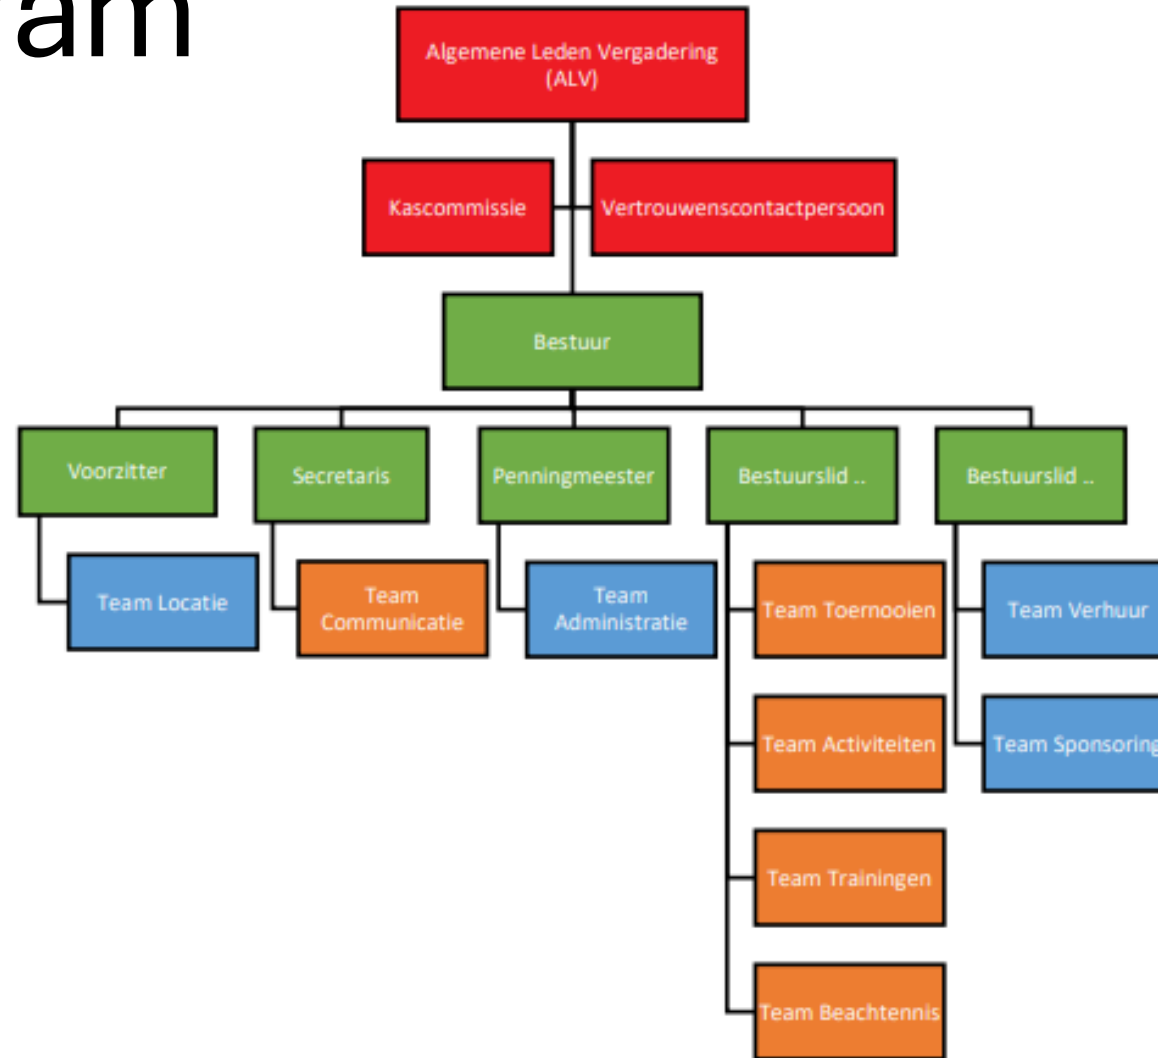 ram
Algemene Leden Vergadering
(ALV)
Kascommissie
Vertrouwenscontactpersoon
Bestuur
Voorzitter
Secretaris
Penningmeester
Bestuurslid ..
Bestuurslid ..
Team Locatie
Team
Communicatie
Team
Administratie
Team Toernooien
Team Verhuur
Team Activiteiten
Team Sponsoring
Team Trainingen
Team Beachtennis